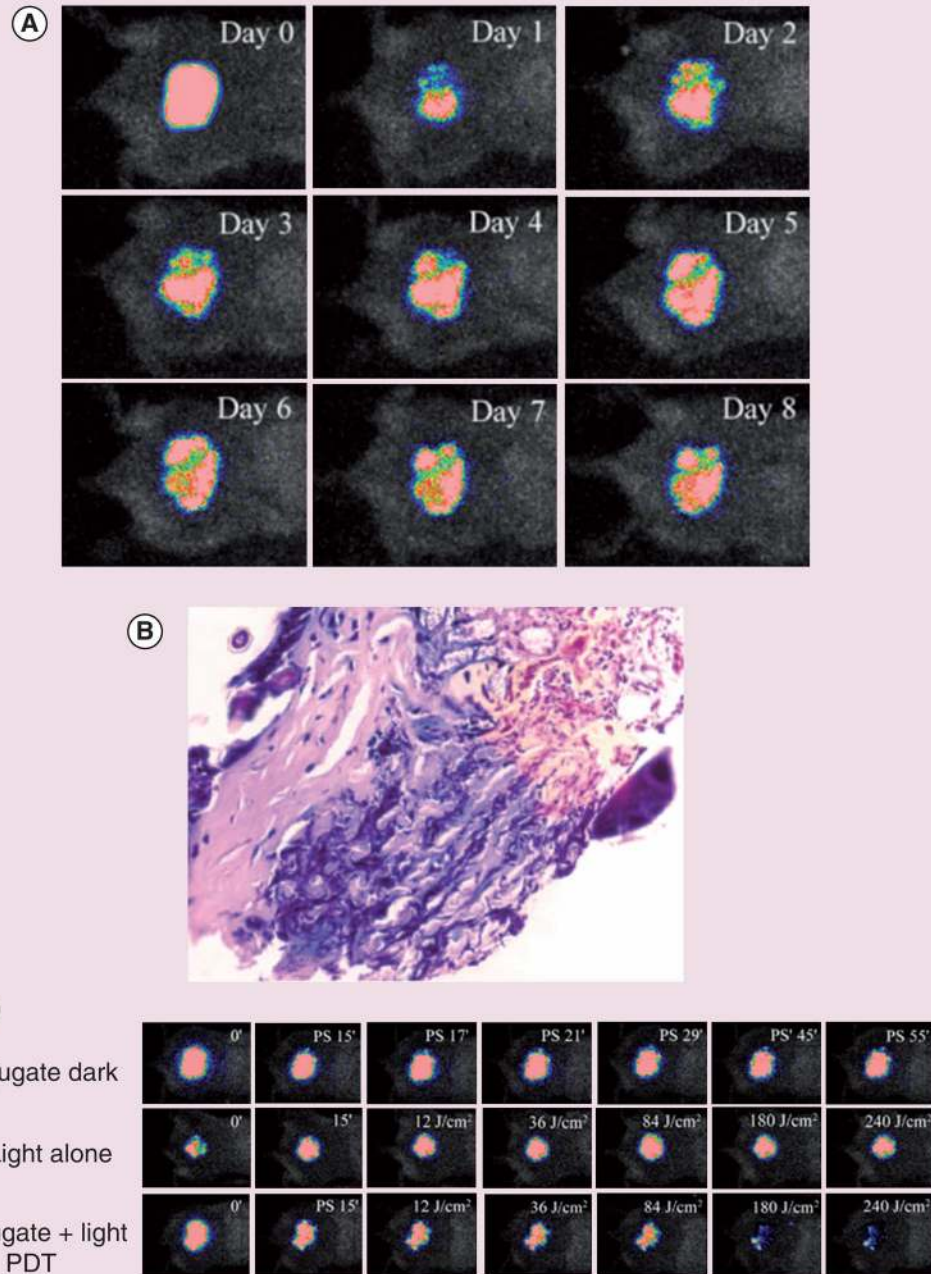 A
Day 0
Day 1
Day 2
Day 3
Day 4
Day 5
Day 6
Day 7
Day 8
B
ugate dark
0'
PS 15'
PS 17'
PS 21'
PS 29'
PS' 45'
PS 55'
ight alone
0'
15'
12 J/cm²
36 J/cm²
84 J/cm²
180 J/cm²
240 J/cm²
gate + light
PDT
0'
PS 15'
12 J/cm²
36 J/cm²
84 J/cm²
180 J/cm²
240 J/cm²